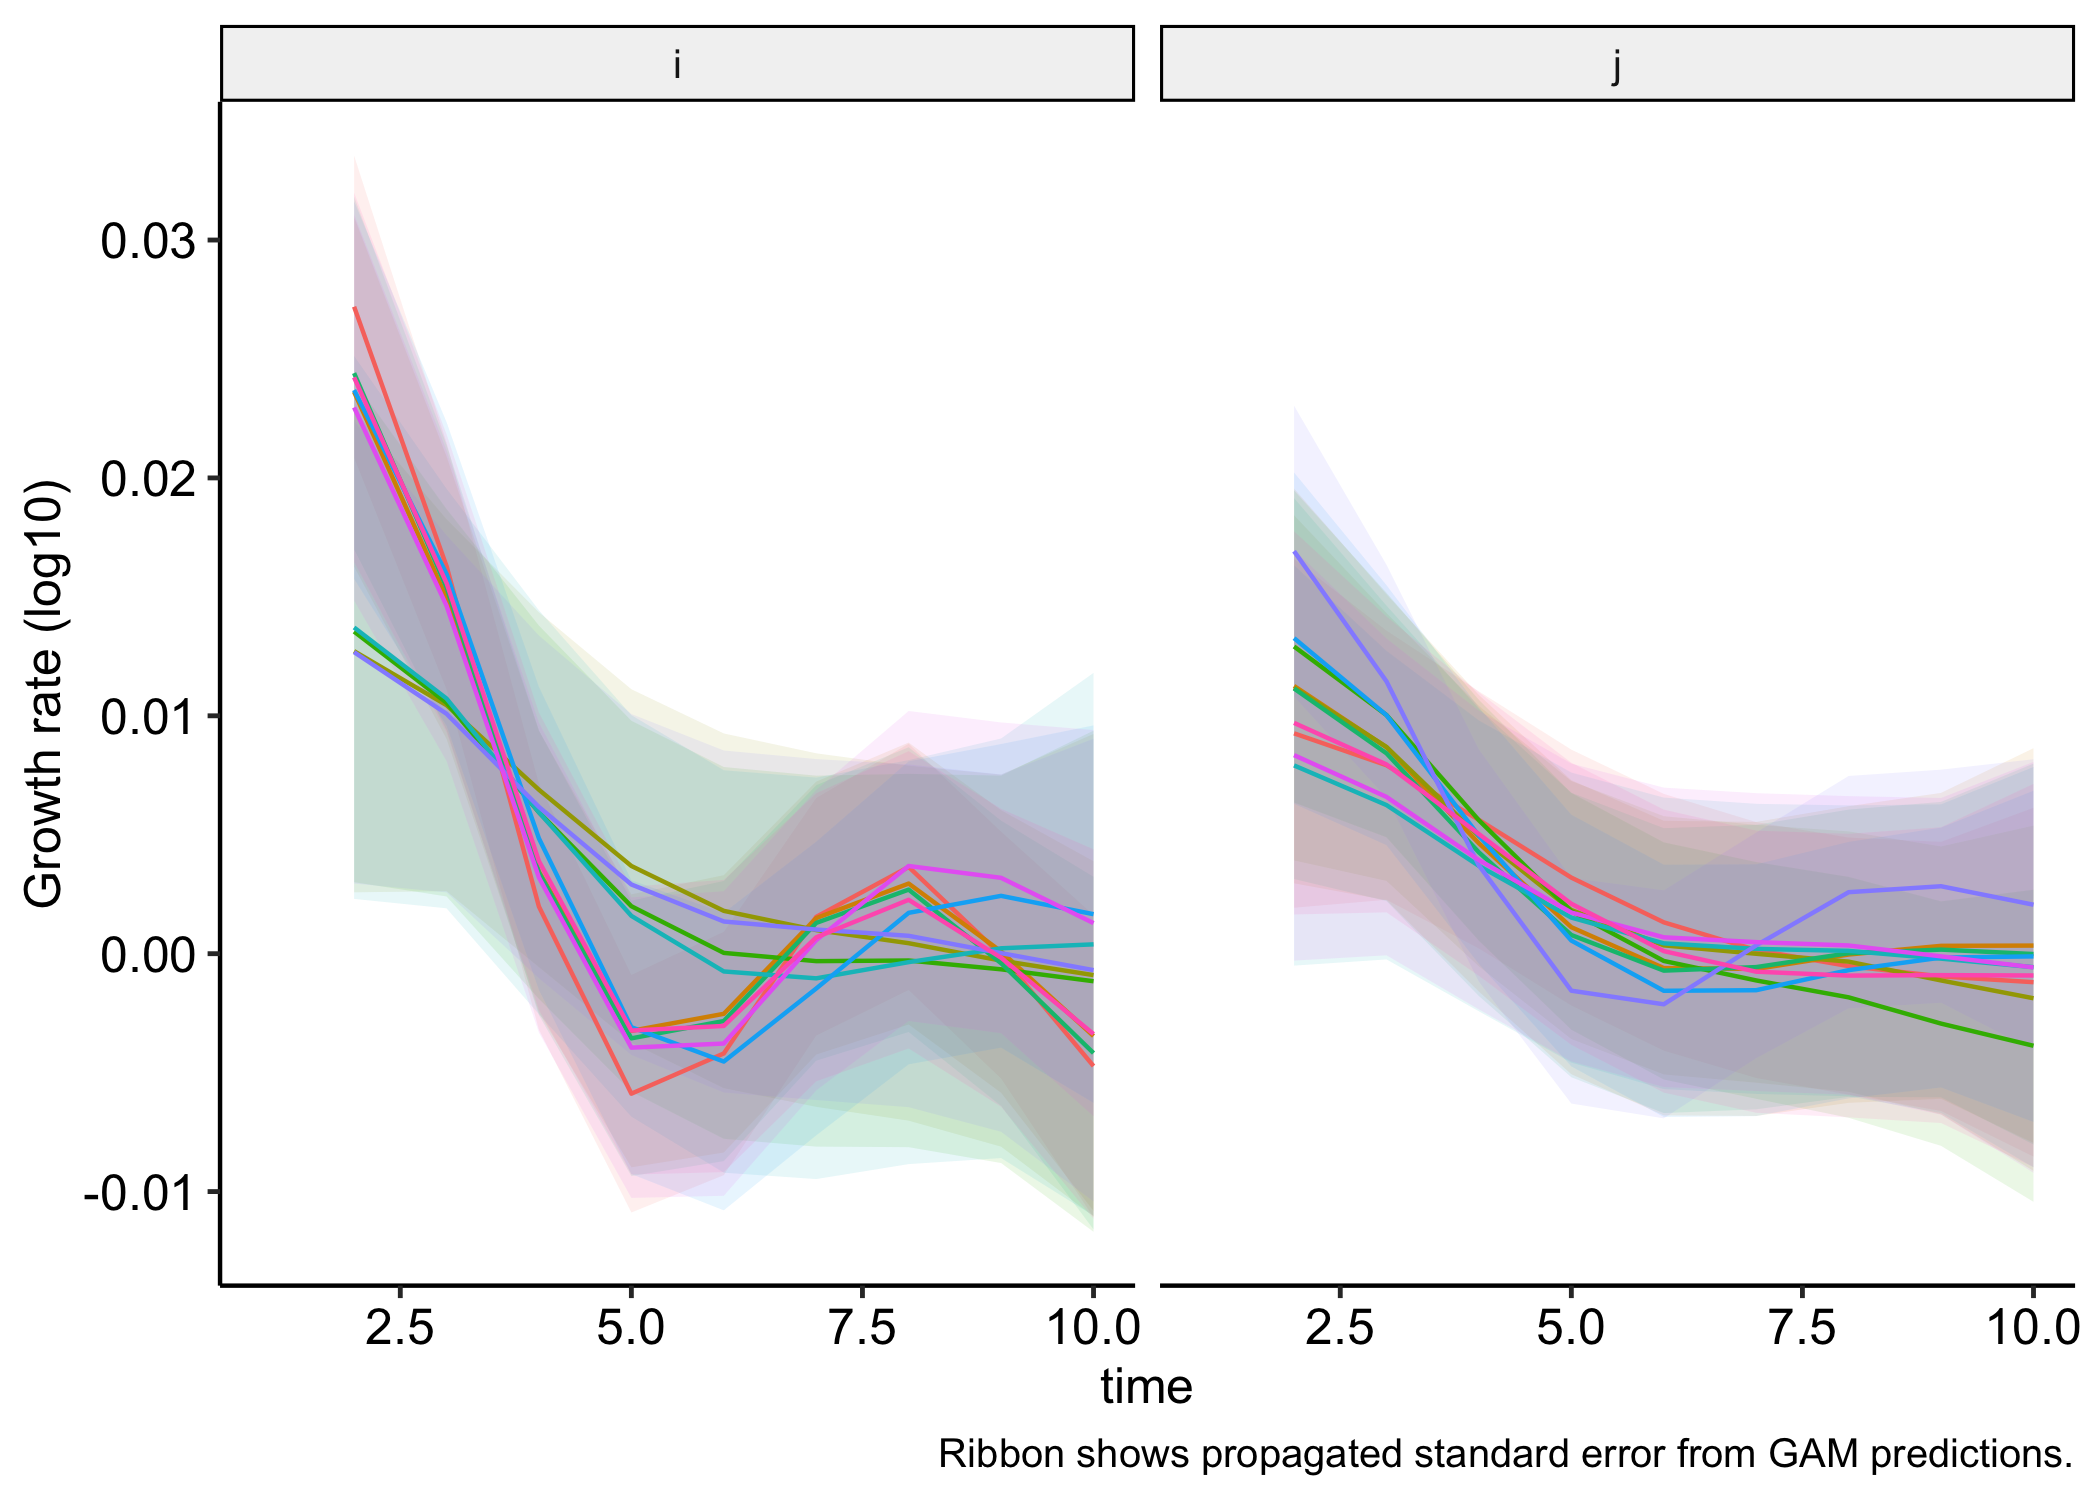 i
j
Growth rate (log10)
0.03
0.02
0.01
0.00
-0.01
2.5 5.0 7.5 10.0
2.5 5.0 7.5 10.0
time
Ribbon shows propagated standard error from GAM predictions.